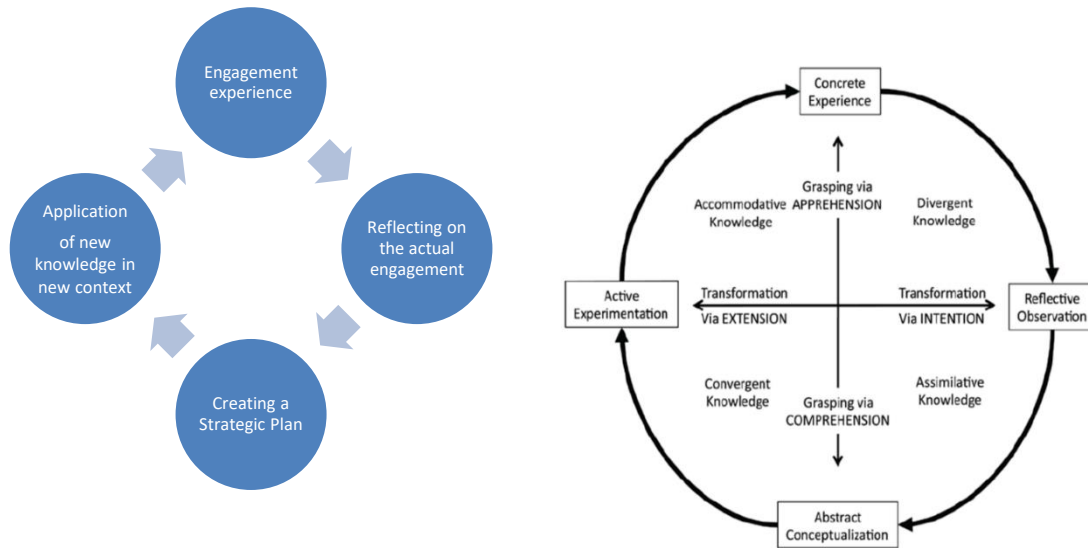 Engagement
experience
Reflecting on
the actual
engagement
Creating a
Strategic Plan
Application
of new
knowledge in
new context
Concrete
Experience
Grasping via
APPREHENSION
Accommodative
Knowledge
Divergent
Knowledge
Active
Experimentation
Transformation
Via EXTENSION
Transformation
Via INTENTION
Reflective
Observation
Convergent
Knowledge
Grasping via
COMPREHENSION
Assimilative
Knowledge
Abstract
Conceptualization